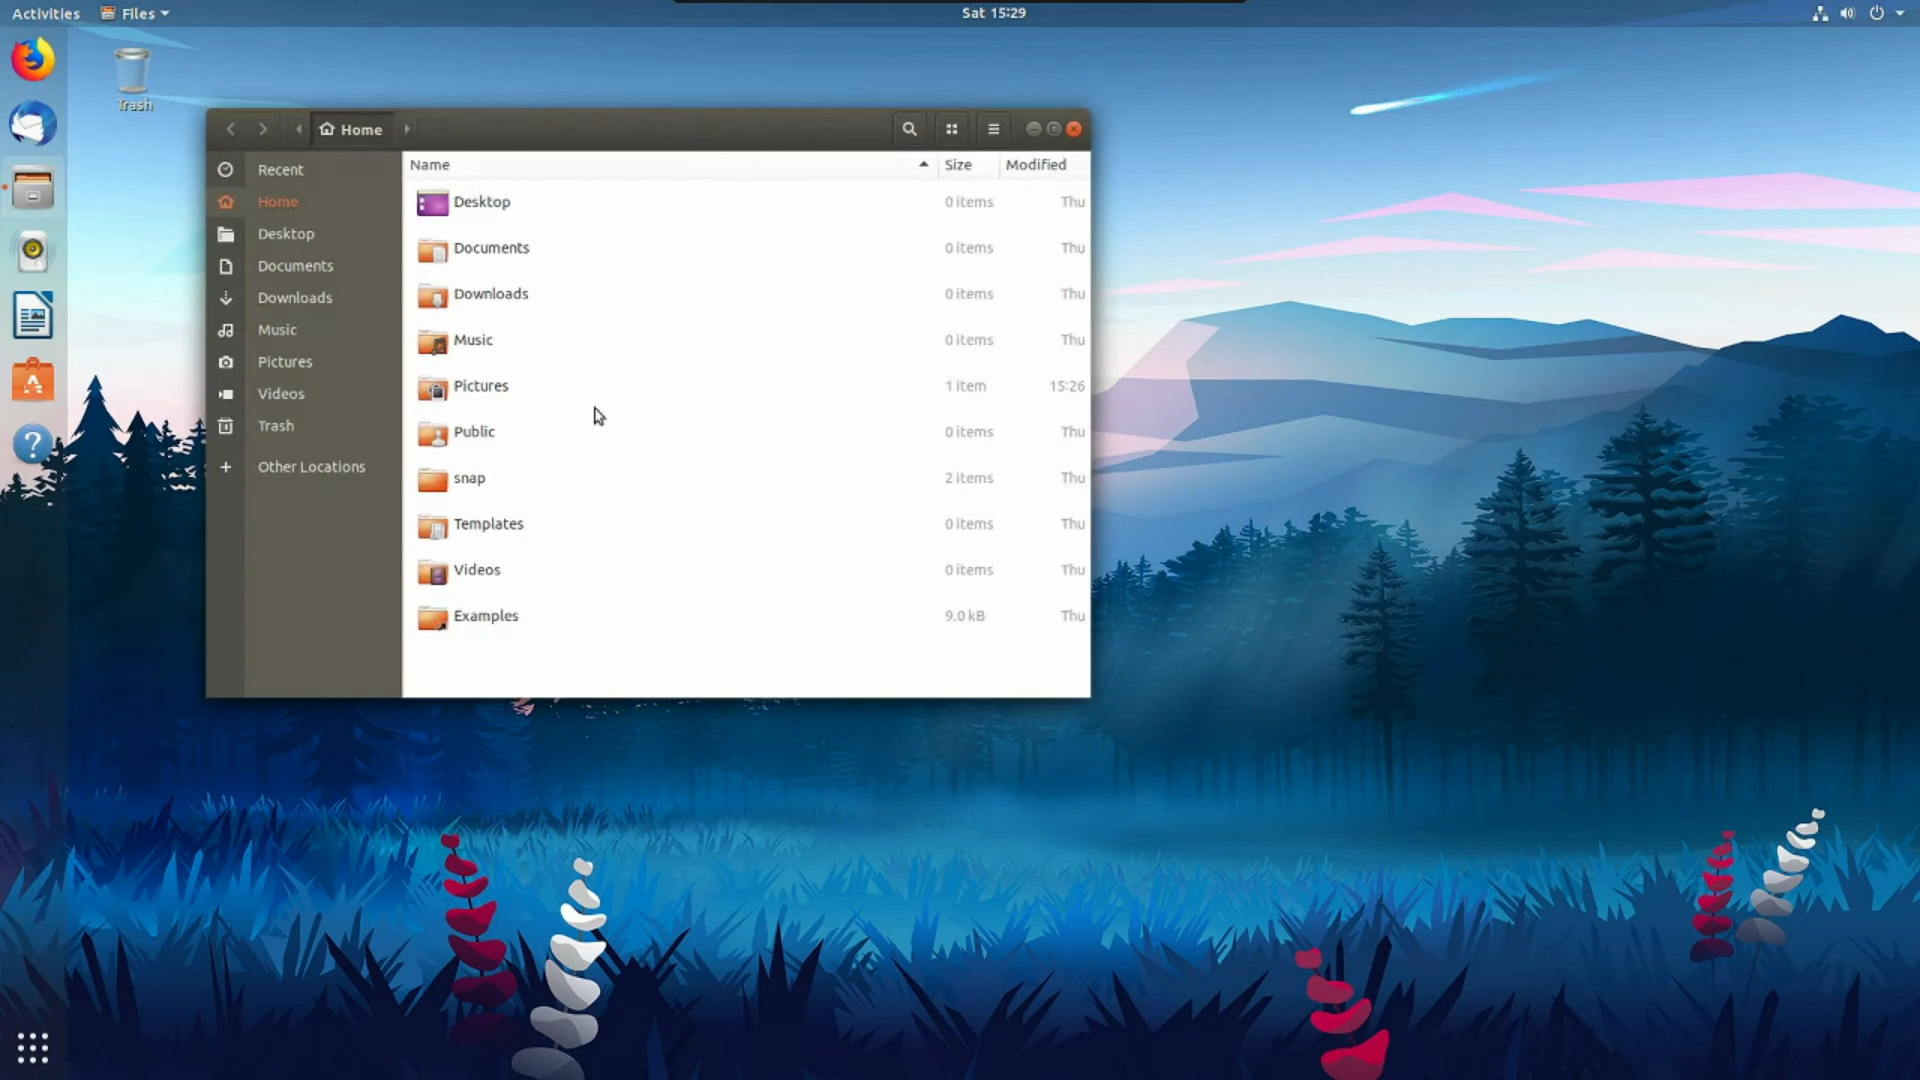 Activities Files Sat 15:29
Trash
Home
Recent
Home
Desktop
Documents
Downloads
Music
Pictures
Videos
Trash
Other Locations
Name Size Modified
Desktop 0 items Thu
Documents 0 items Thu
Downloads 0 items Thu
Music 0 items Thu
Pictures 1 item 15:26
Public 0 items Thu
snap 2 items Thu
Templates 0 items Thu
Videos 0 items Thu
Examples 9.0 kB Thu